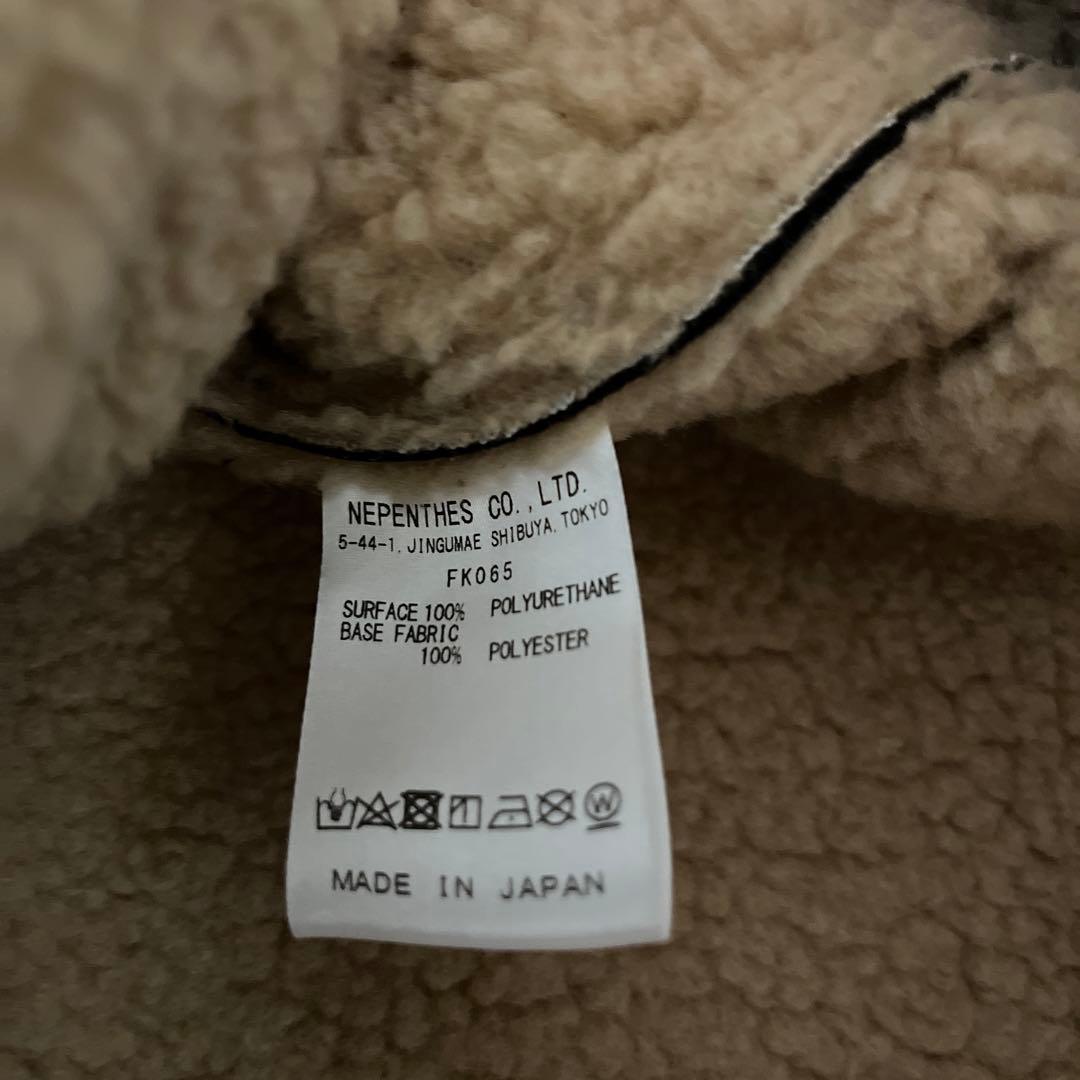 NEPENTHES CO., LTD.
5-44-1, JINGUMAE SHIBUYA, TOKYO
FK065
SURFACE 100% POLYURETHANE
BASE FABRIC
100% POLYESTER
W
MADE IN JAPAN